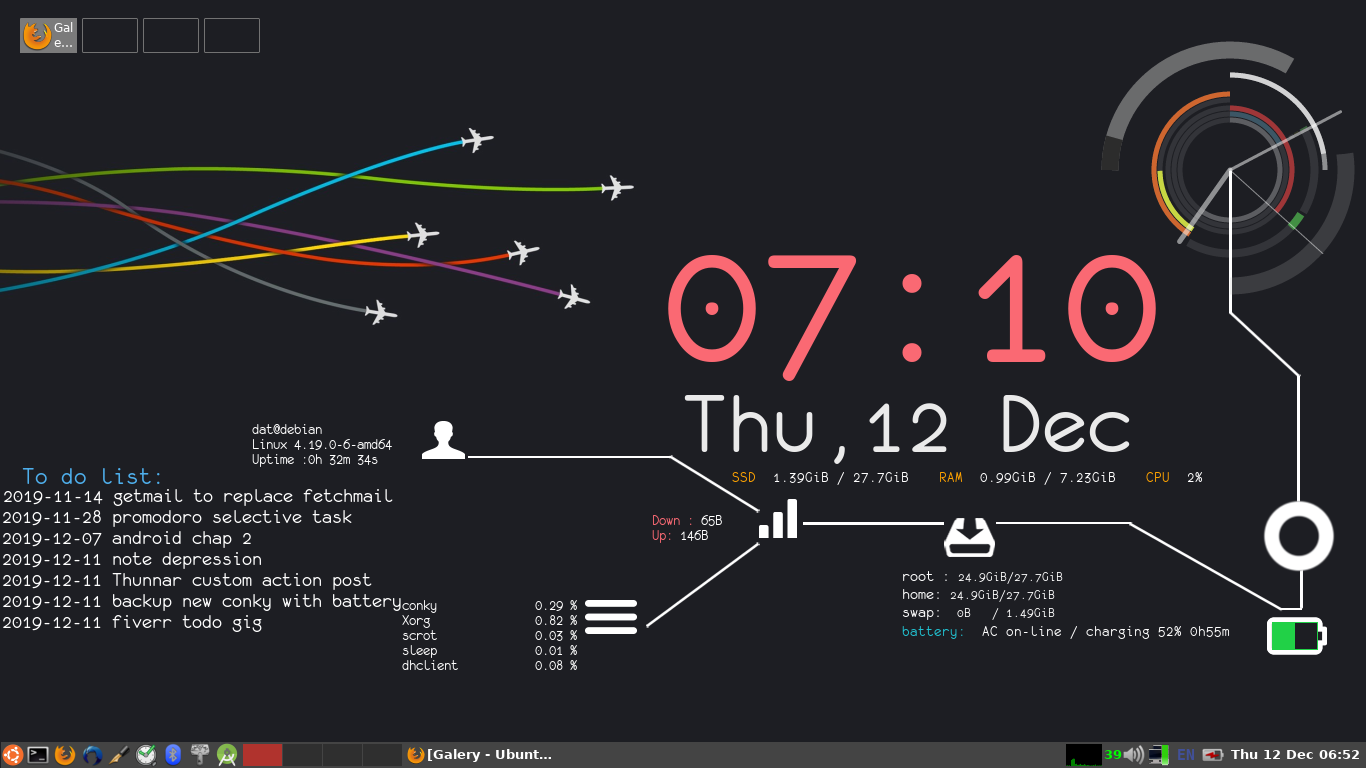 Gal
e...
07:10
Thu,12 Dec
dat@debian
Linux 4.19.0-6-amd64
Uptime :0h 32m 34s
SSD 1.39GiB / 27.7GiB RAM 0.99GiB / 7.23GiB CPU 2%
To do list:
2019-11-14 getmail to replace fetchmail
2019-11-28 promodoro selective task
2019-12-07 android chap 2
2019-12-11 note depression
2019-12-11 Thunnar custom action post
2019-12-11 backup new conky with battery
2019-12-11 fiverr todo gig
Down : 65B
Up: 146B
conky 0.29 %
Xorg 0.82 %
scrot 0.03 %
sleep 0.01 %
dhclient 0.08 %
root : 24.9GiB/27.7GiB
home: 24.9GiB/27.7GiB
swap: 0B / 1.49GiB
battery: AC on-line / charging 52% 0h55m
[Galery - Ubunt...
39
EN
Thu 12 Dec 06:52